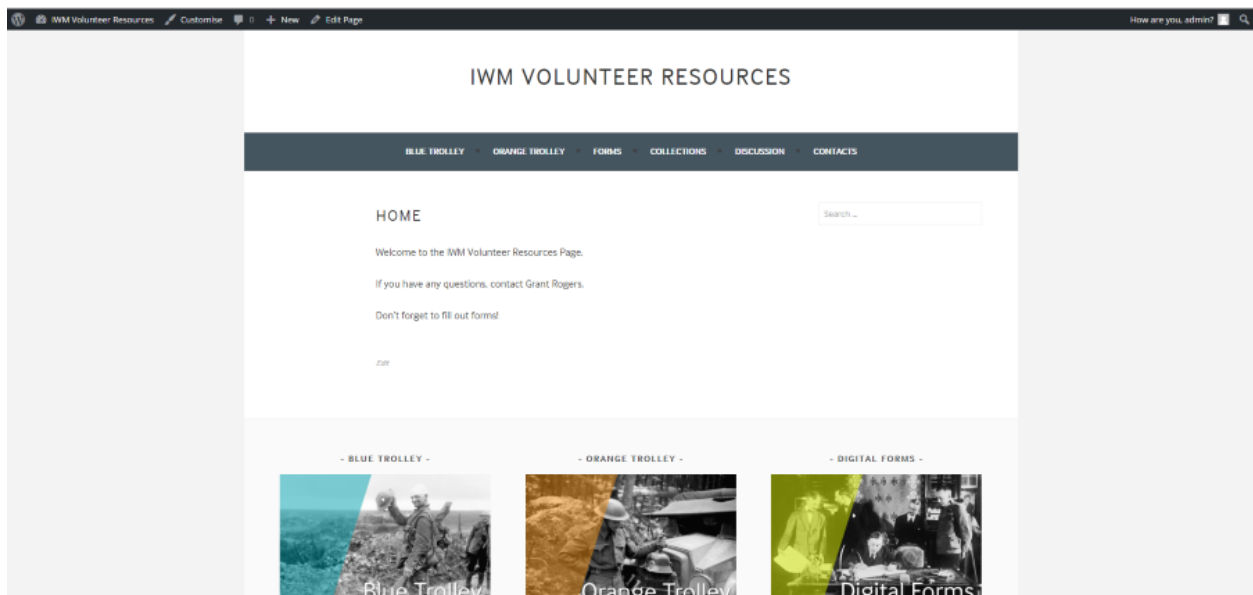 IWM Volunteer Resources Customise 0 New Edit Page How are you, admin?
IWM VOLUNTEER RESOURCES
BLUE TROLLEY ORANGE TROLLEY FORMS COLLECTIONS DISCUSSION CONTACTS
HOME
Search ...
Welcome to the IWM Volunteer Resources Page.
If you have any questions, contact Grant Rogers.
Don't forget to fill out forms!
Edit
- BLUE TROLLEY - - ORANGE TROLLEY - - DIGITAL FORMS -
Blue Trolley Orange Trolley Digital Forms